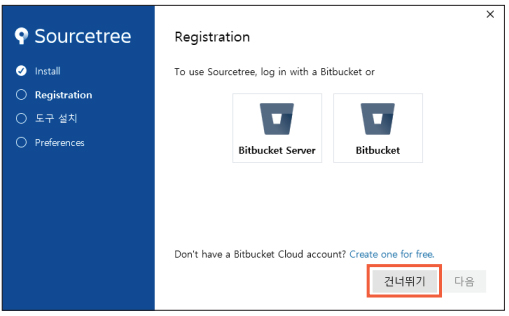 Sourcetree
Install
Registration
도구 설치
Preferences
Registration
To use Sourcetree, log in with a Bitbucket or
Bitbucket Server
Bitbucket
Don't have a Bitbucket Cloud account? Create one for free.
건너뛰기
다음